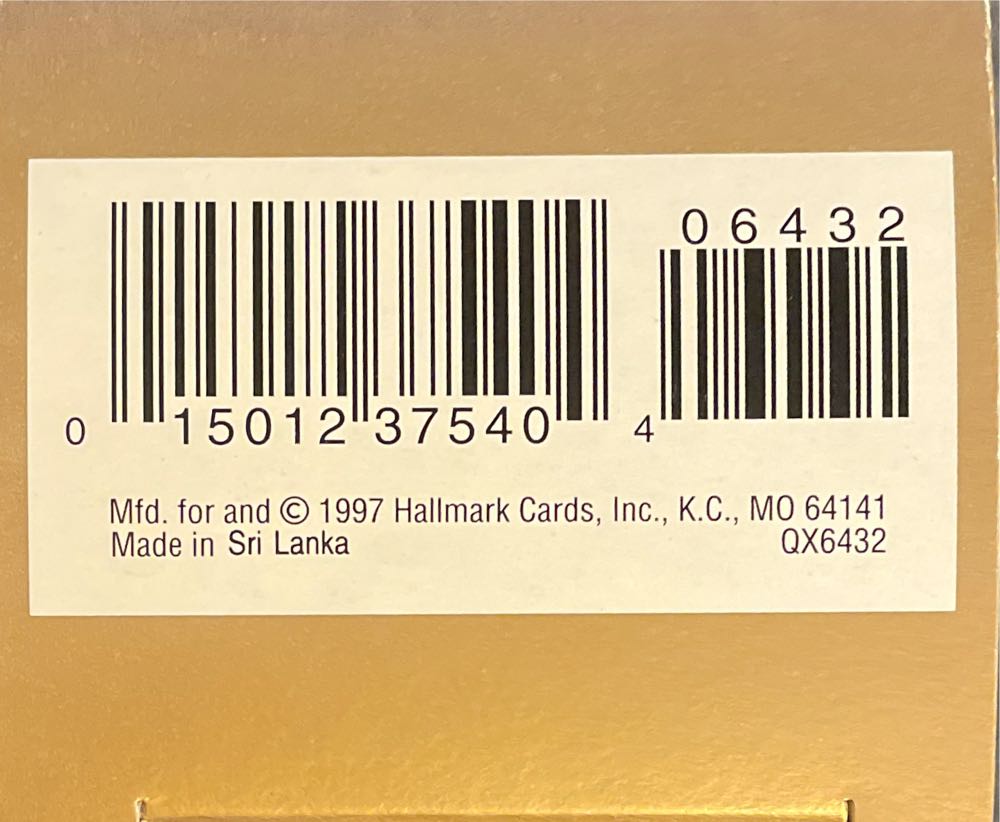 06432
0 15012 37540 4
Mfd. for and © 1997 Hallmark Cards, Inc., K.C., MO 64141
Made in Sri Lanka QX6432